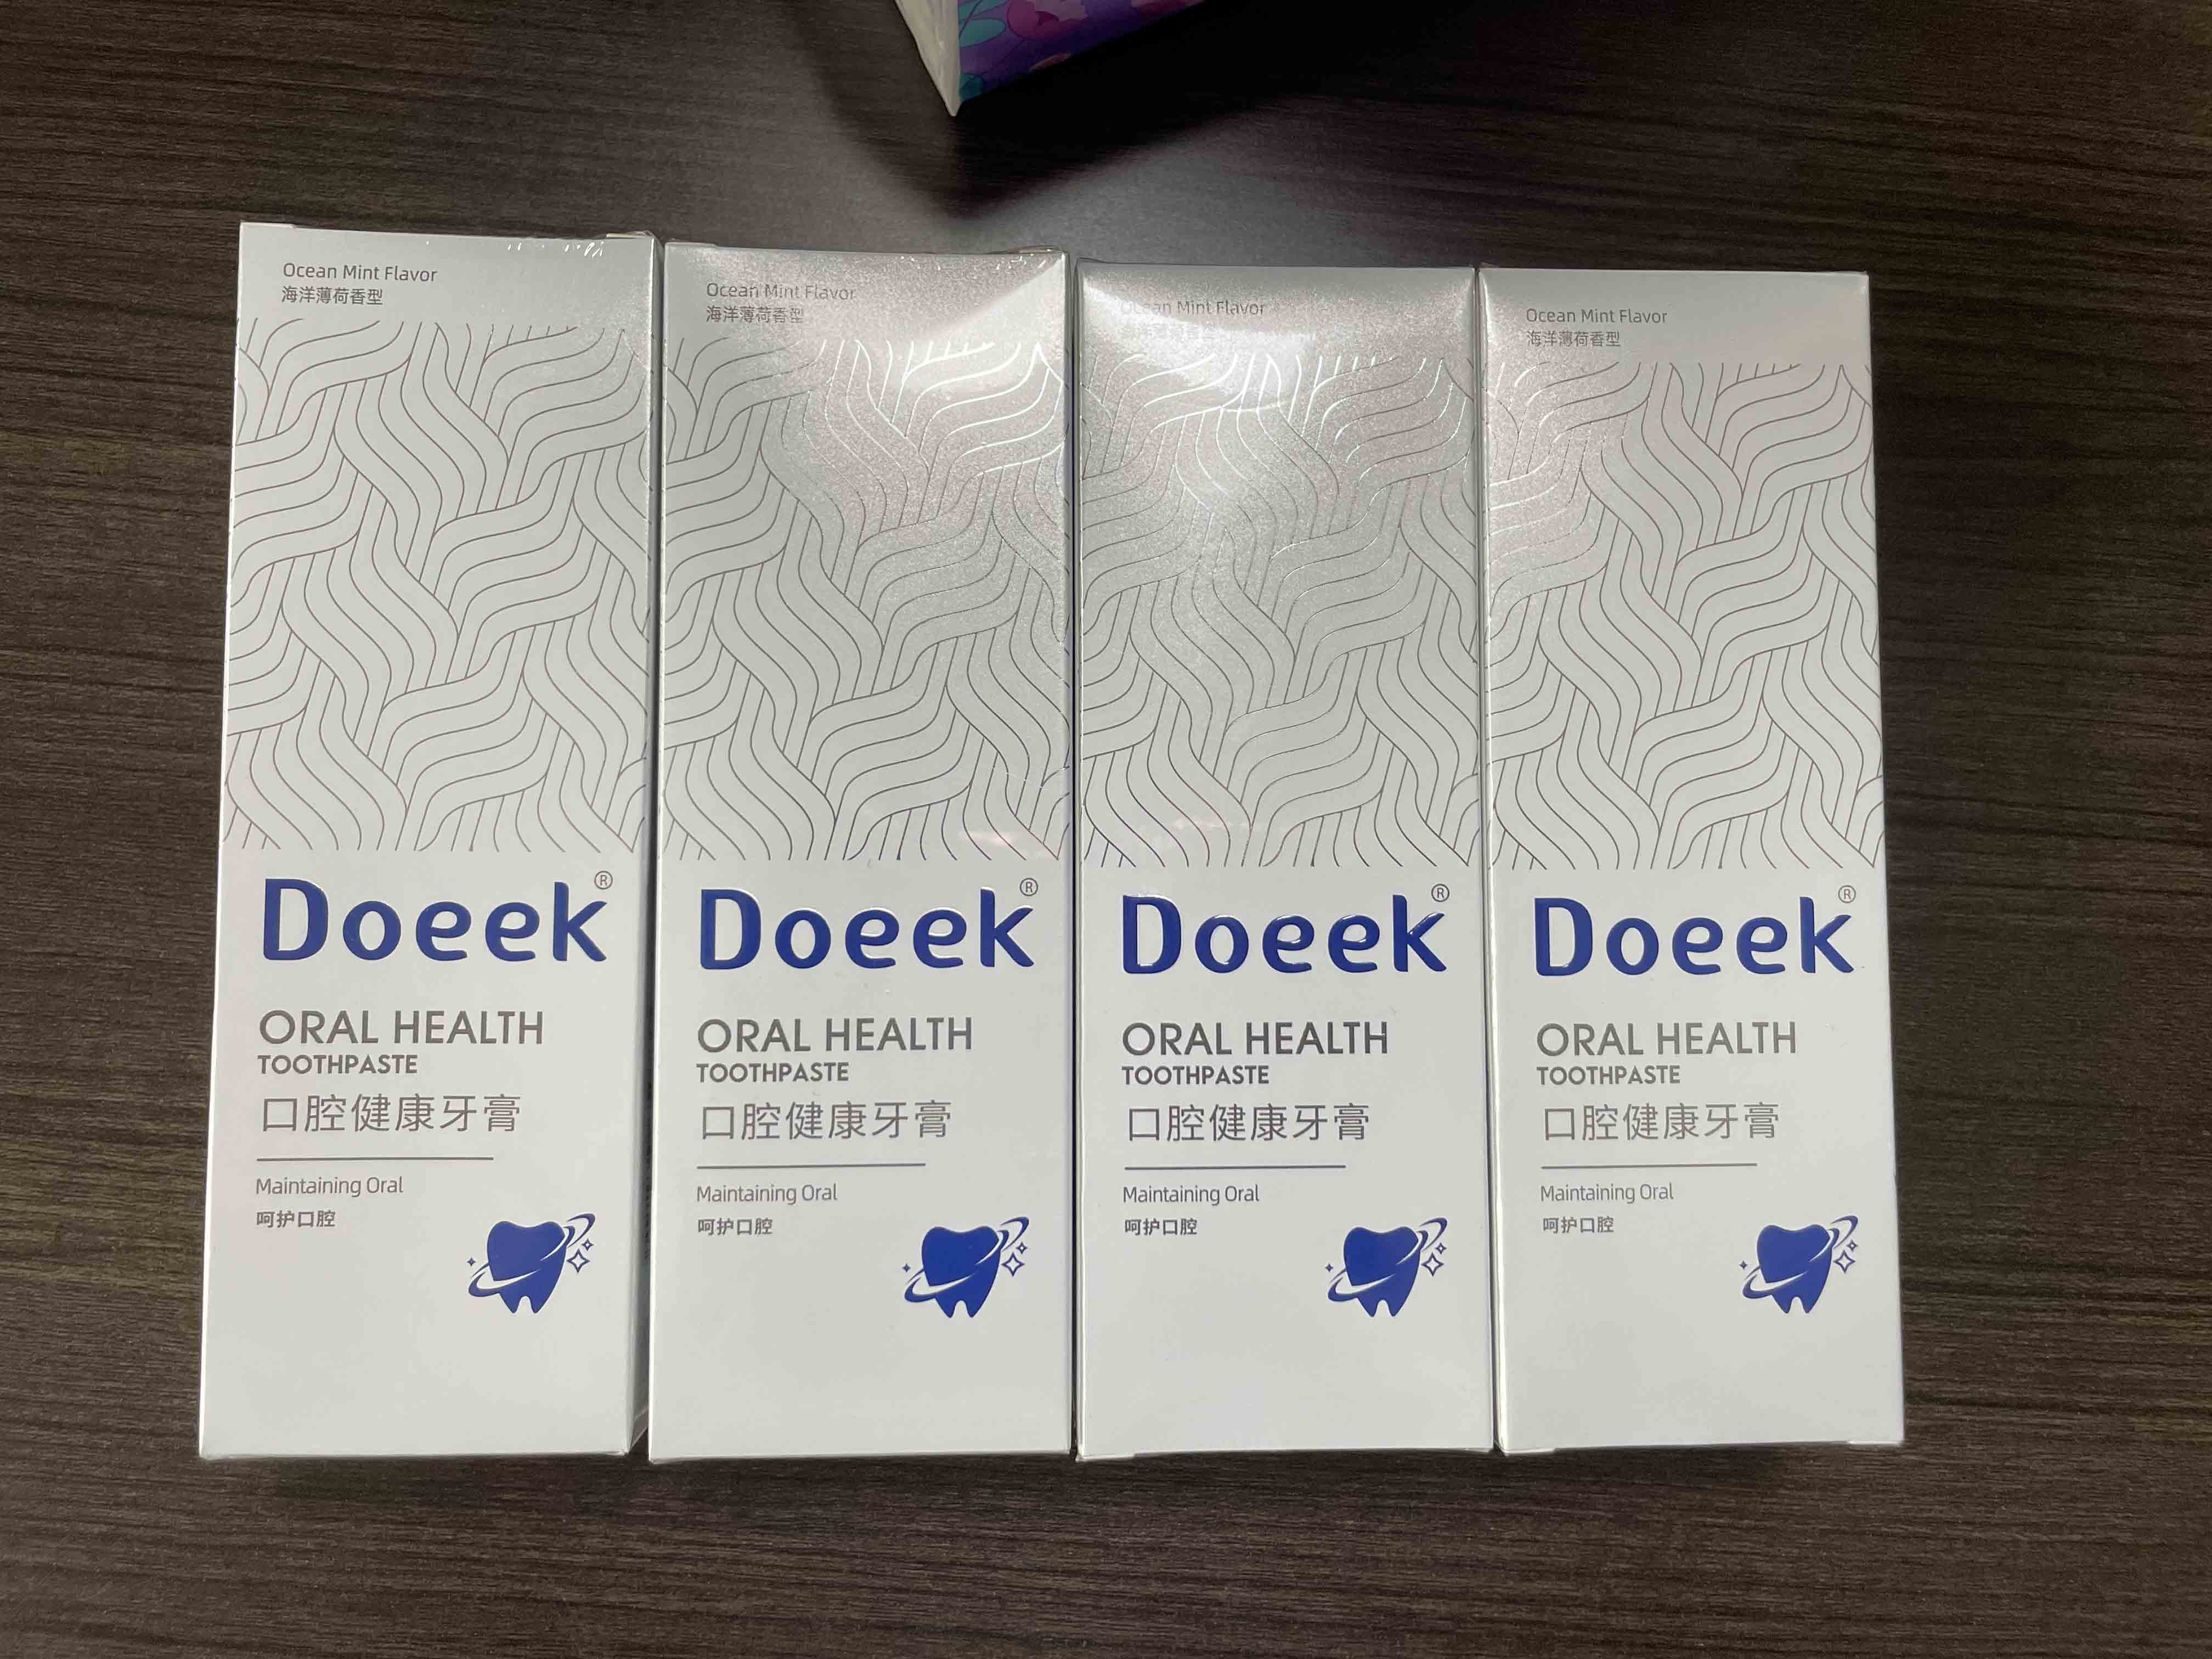 Ocean Mint Flavor
海洋薄荷香型
Doeek®
ORAL HEALTH
TOOTHPASTE
口腔健康牙膏
Maintaining Oral
呵护口腔
Ocean Mint Flavor
海洋薄荷香型
Doeek®
ORAL HEALTH
TOOTHPASTE
口腔健康牙膏
Maintaining Oral
呵护口腔
Ocean Mint Flavor
Doeek®
ORAL HEALTH
TOOTHPASTE
口腔健康牙膏
Maintaining Oral
呵护口腔
Ocean Mint Flavor
海洋薄荷香型
Doeek®
ORAL HEALTH
TOOTHPASTE
口腔健康牙膏
Maintaining Oral
呵护口腔